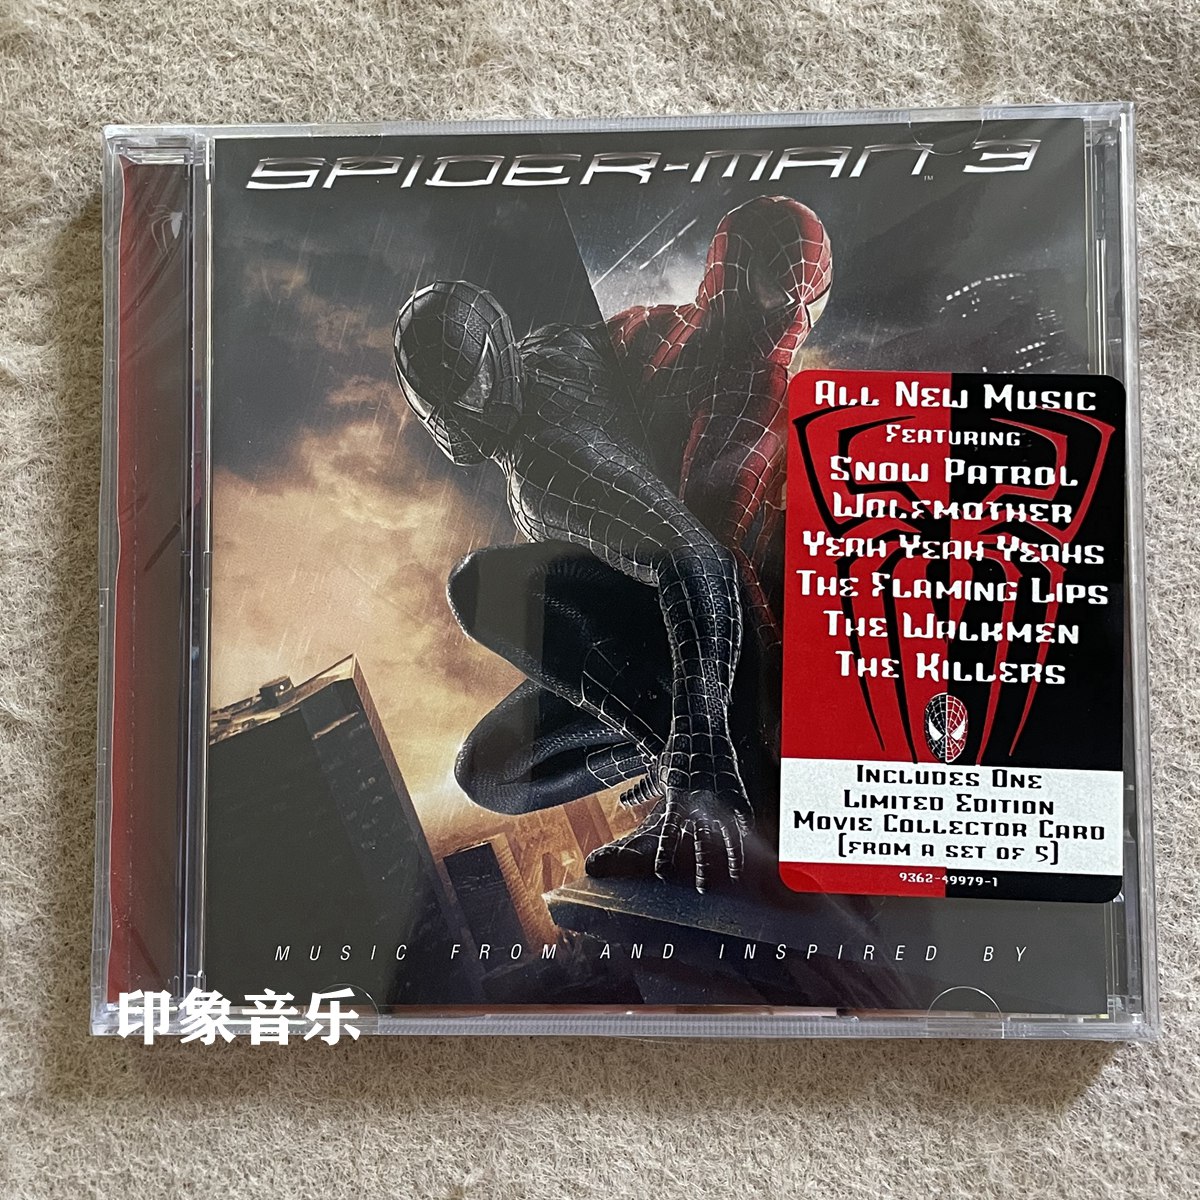 SPIDER-MAN 3
TM
ALL NEW MUSIC
FEATURING
SNOW PATROL
WOLFMOTHER
YEAH YEAH YEAHS
THE FLAMING LIPS
THE WALKMEN
THE KILLERS
INCLUDES ONE
LIMITED EDITION
MOVIE COLLECTOR CARD
(FROM A SET OF 5)
9362-49979-1
MUSIC FROM AND INSPIRED BY
印象音乐